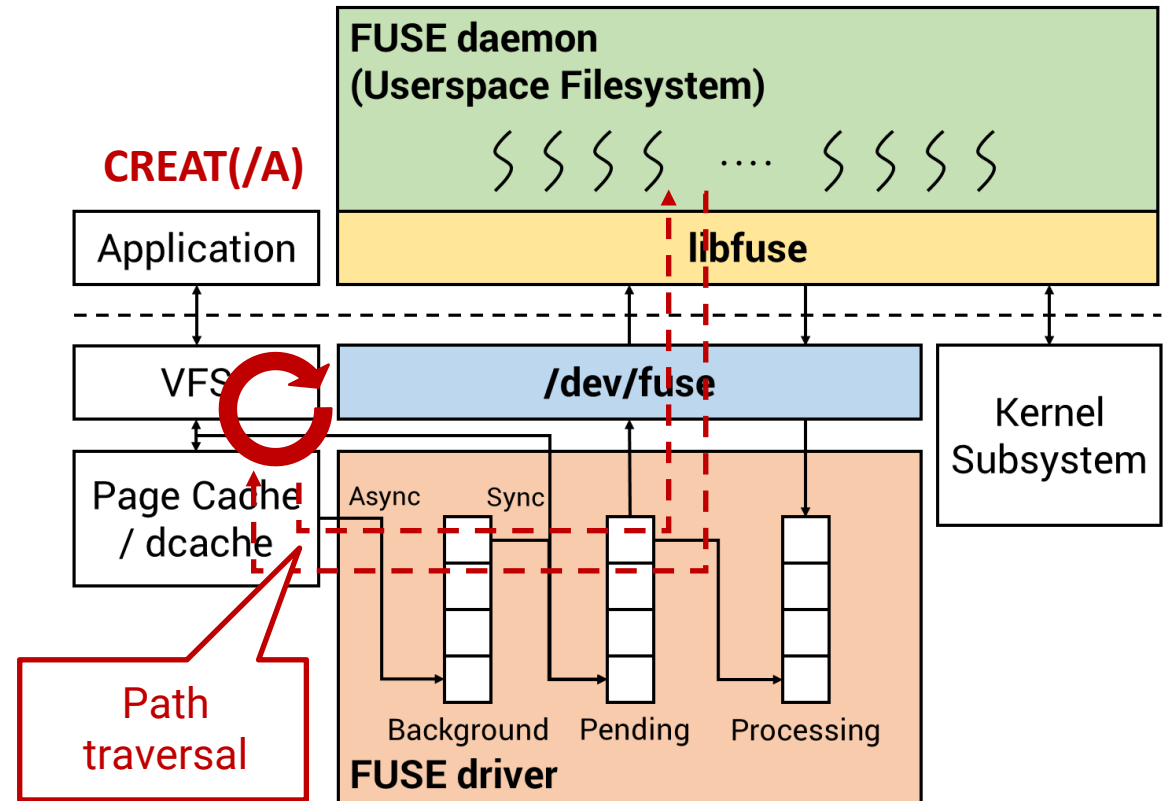 FUSE daemon
(Userspace Filesystem)
....
CREAT(/A)
Application
libfuse
VFS
/dev/fuse
Kernel
Subsystem
Page Cache
/ dcache
Async
Sync
Path
traversal
Background
Pending
Processing
FUSE driver